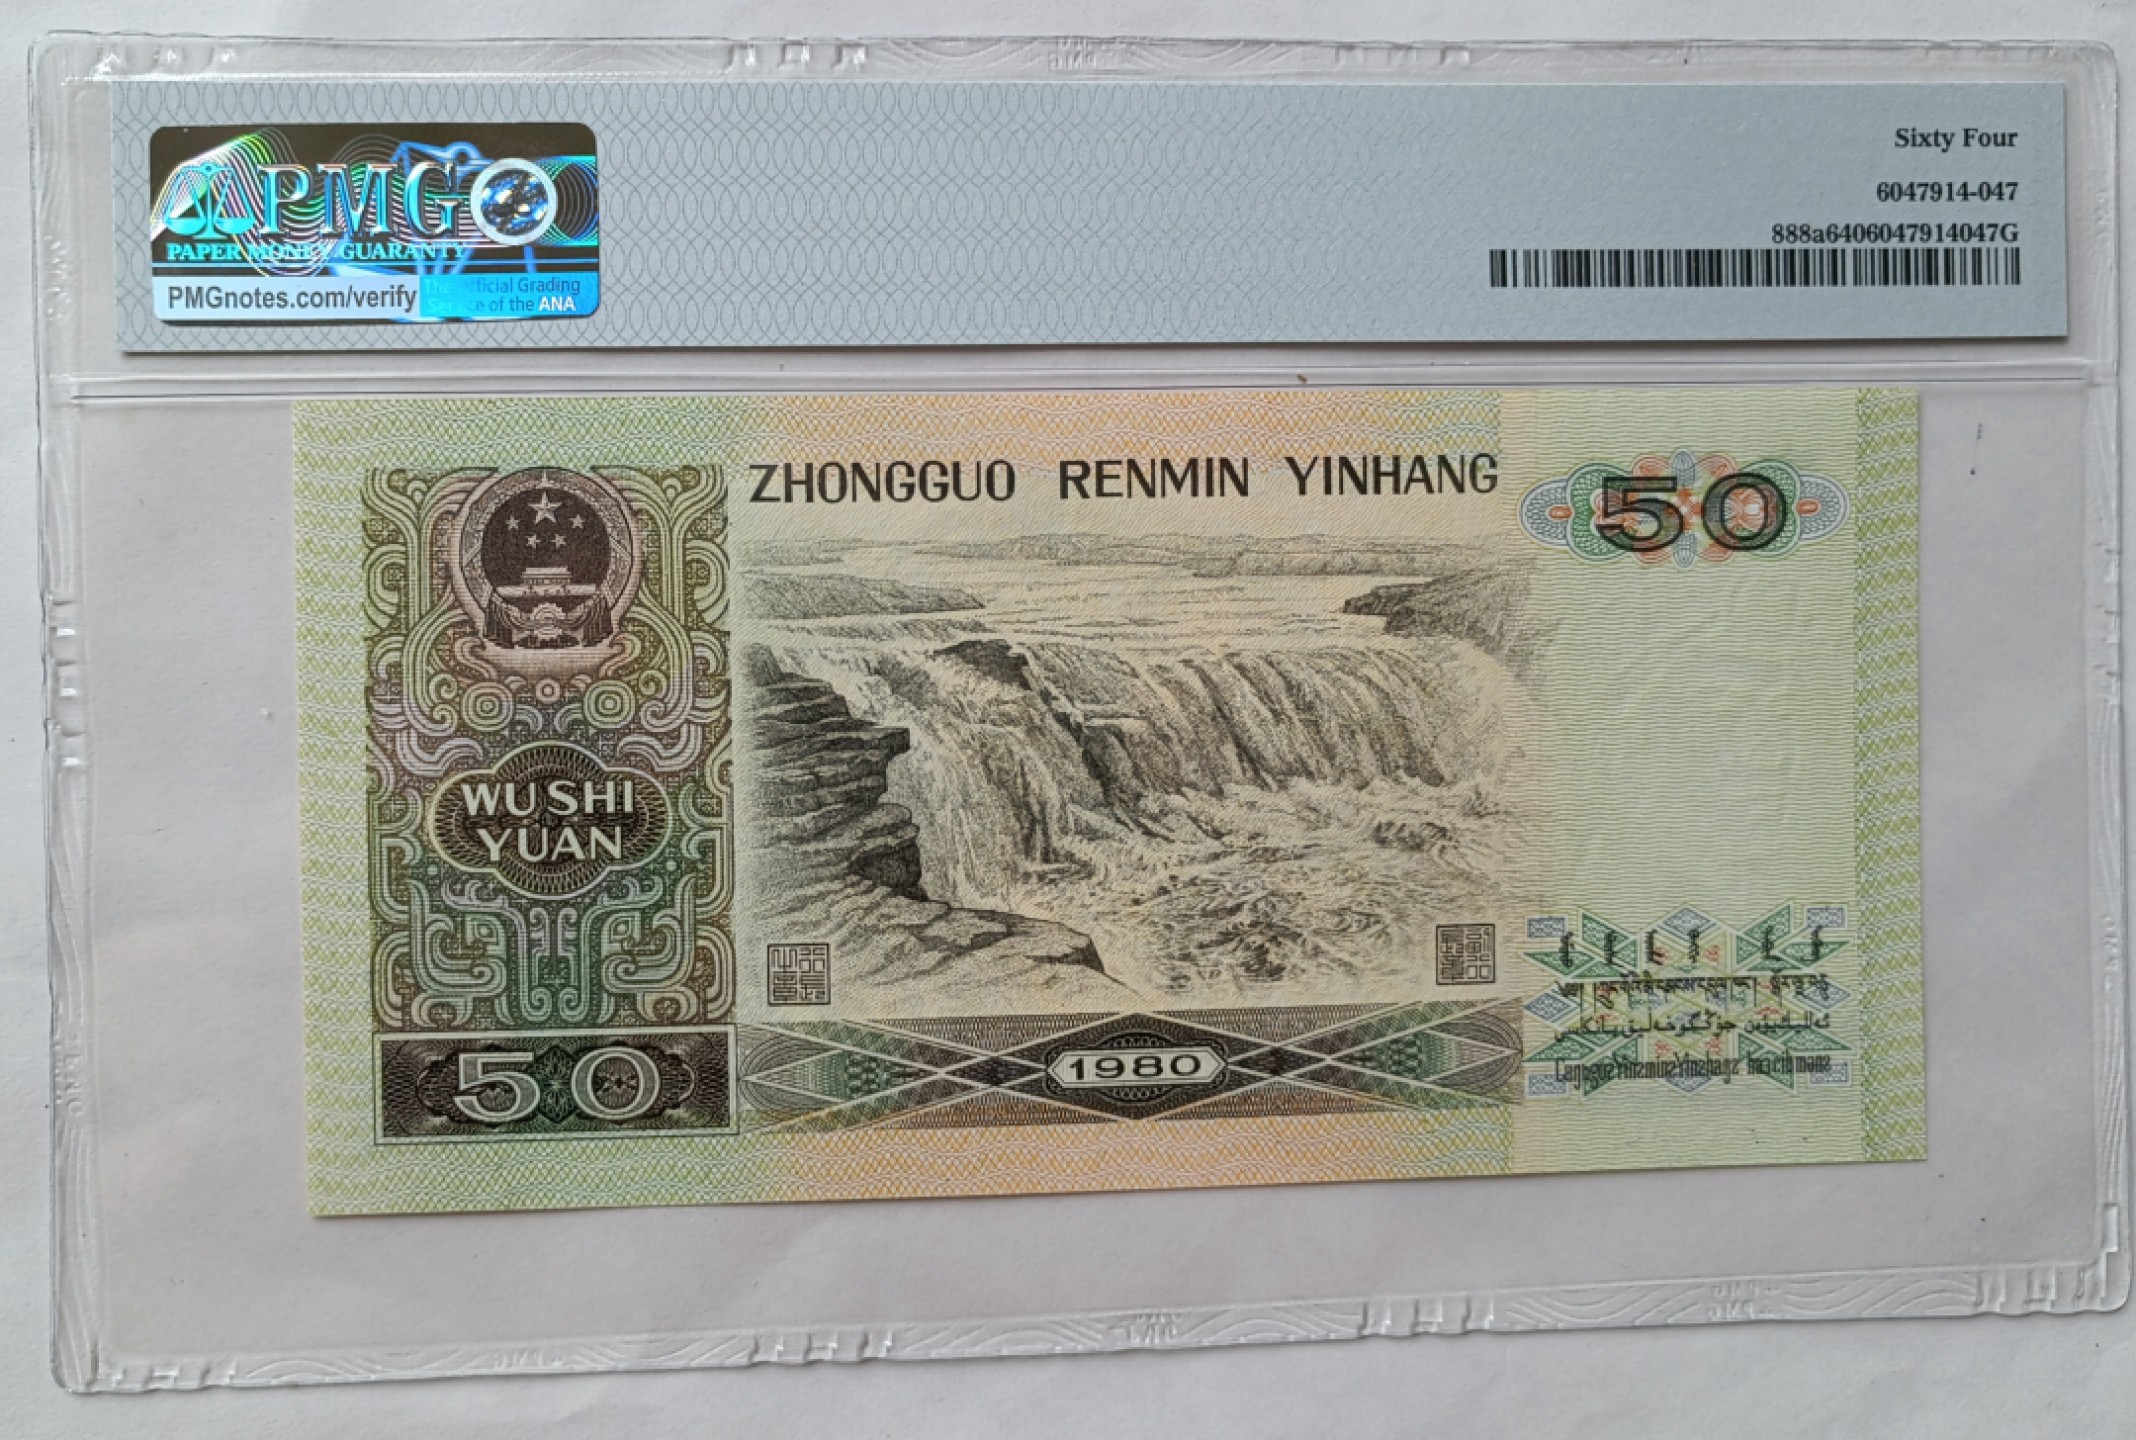 Sixty Four
6047914-047
888a6406047914047G
PMG
PAPER MONEY GUARANTY
PMGnotes.com/verify
The Official Grading
Service of the ANA
ZHONGGUO RENMIN YINHANG
50
WU SHI
YUAN
50
1980